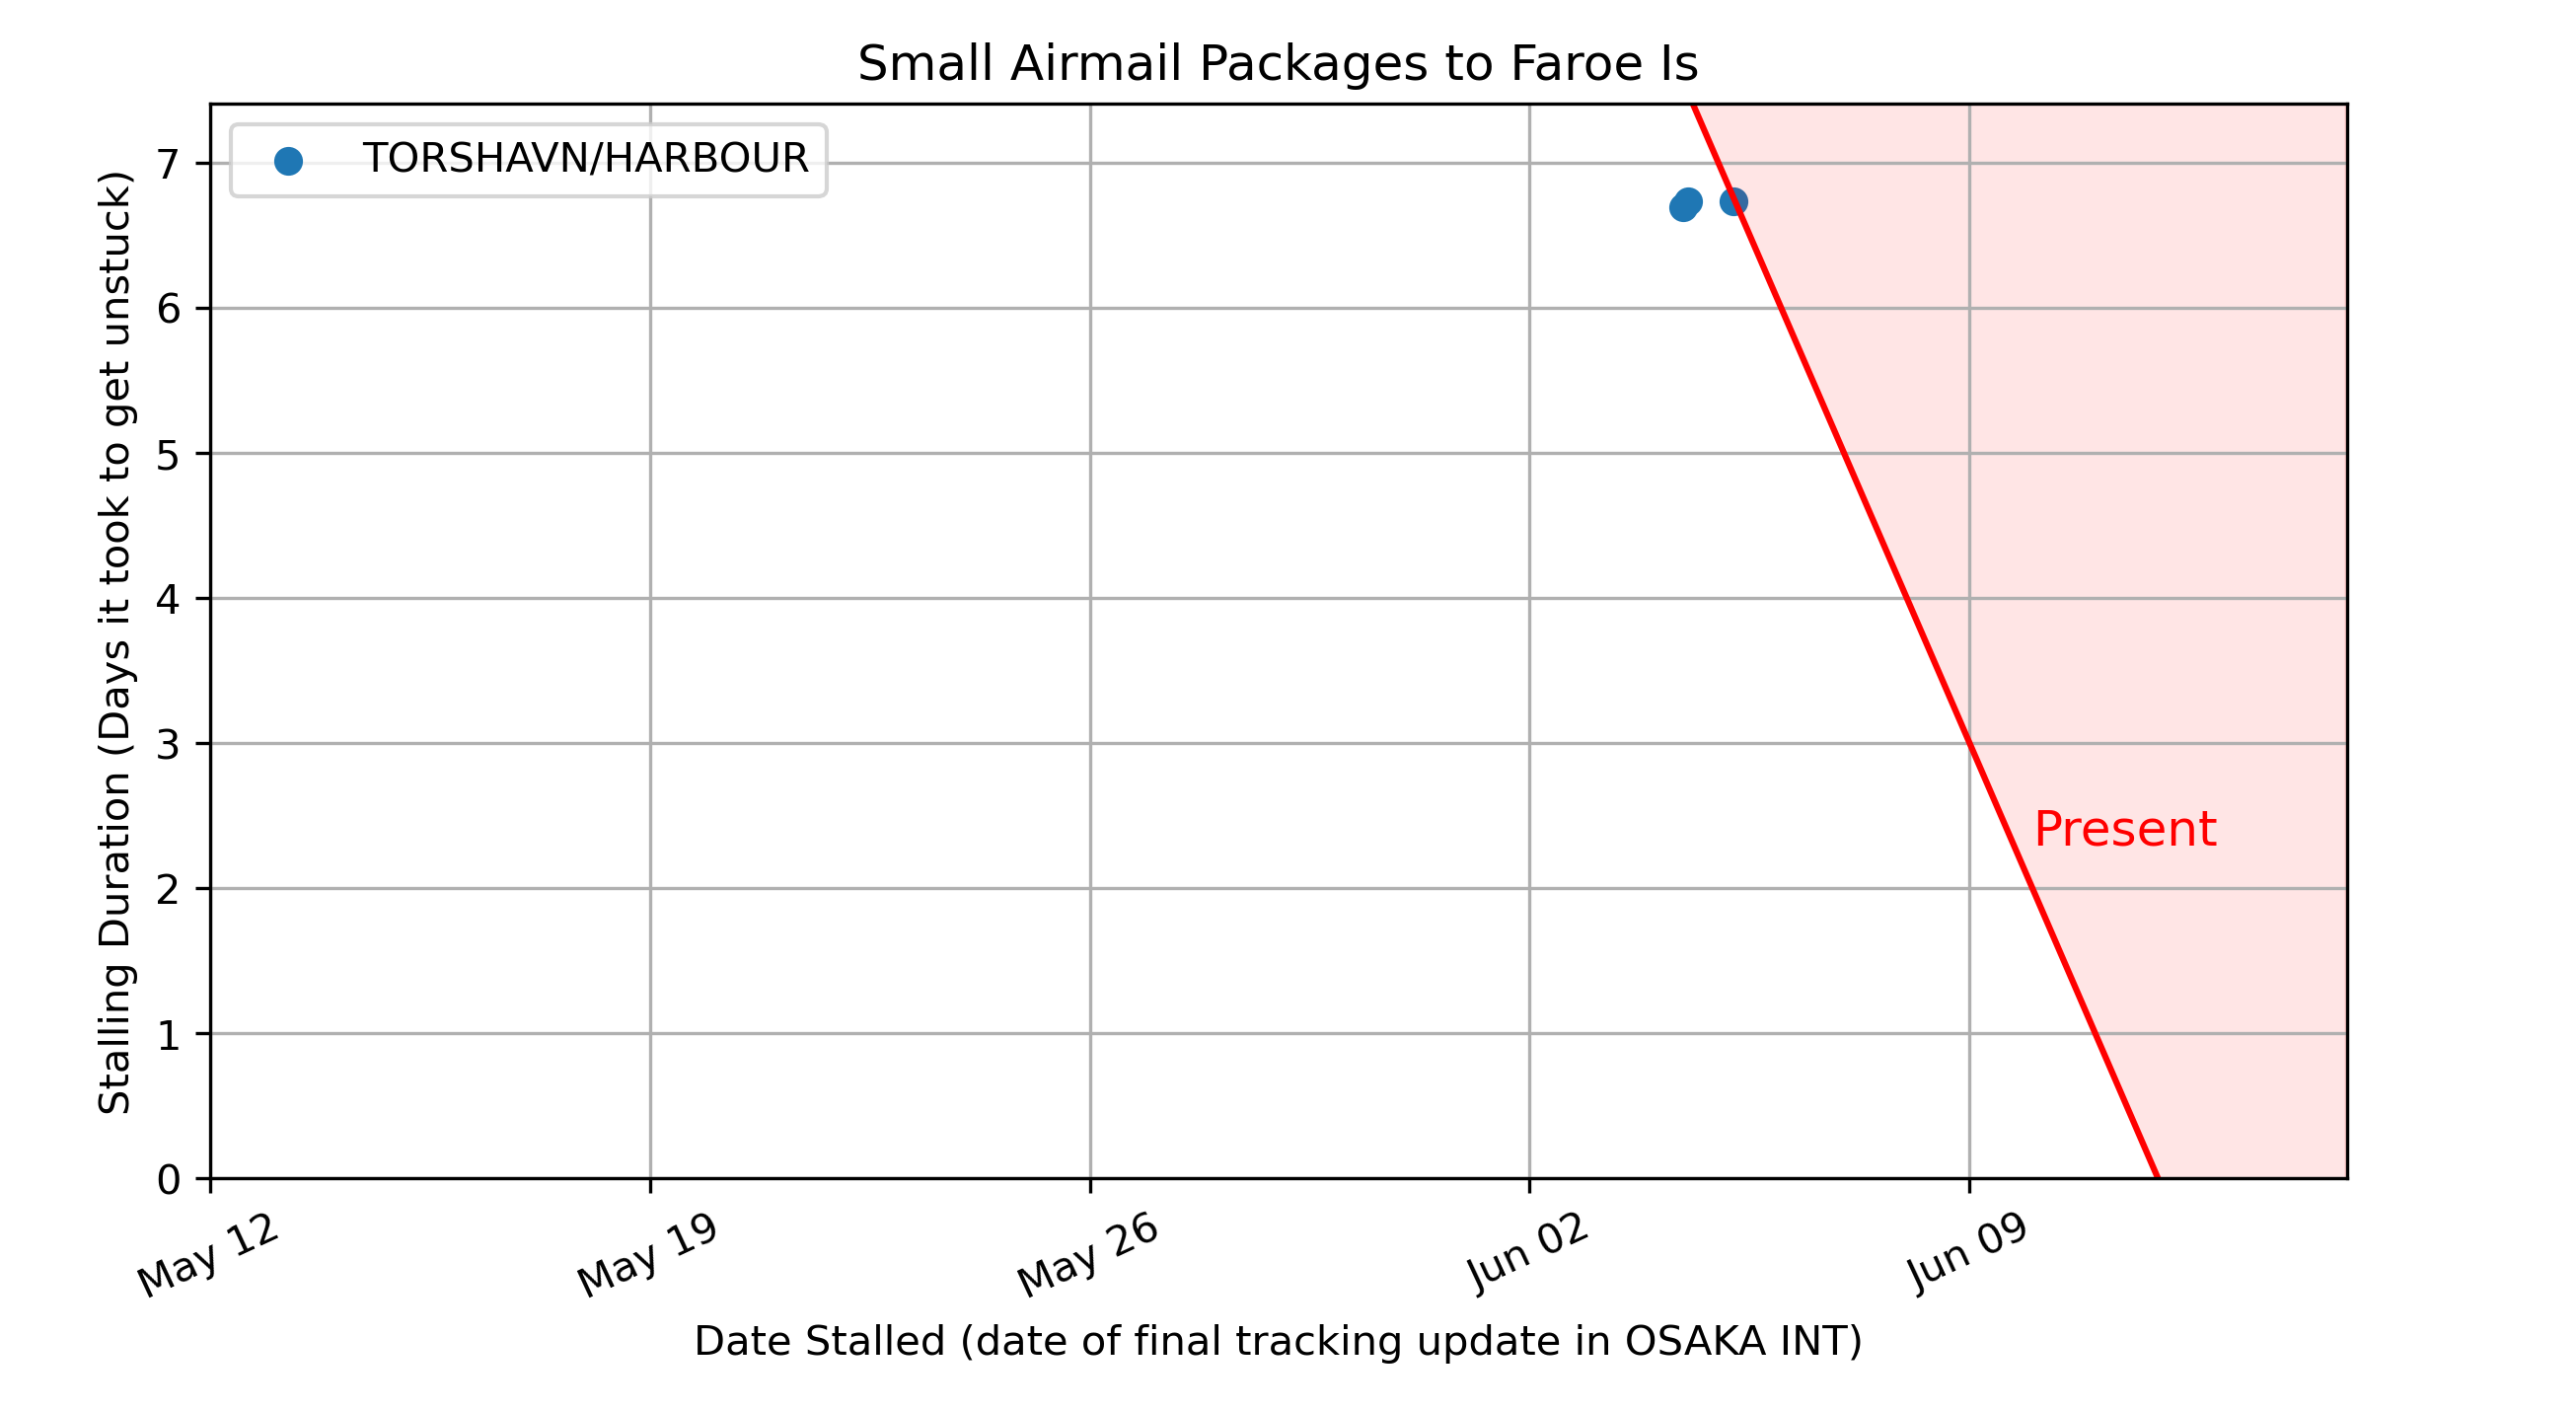 Small Airmail Packages to Faroe Is
TORSHAVN/HARBOUR
Stalling Duration (Days it took to get unstuck)
7
6
5
4
3
2
1
0
Present
May 12
May 19
May 26
Jun 02
Jun 09
Date Stalled (date of final tracking update in OSAKA INT)